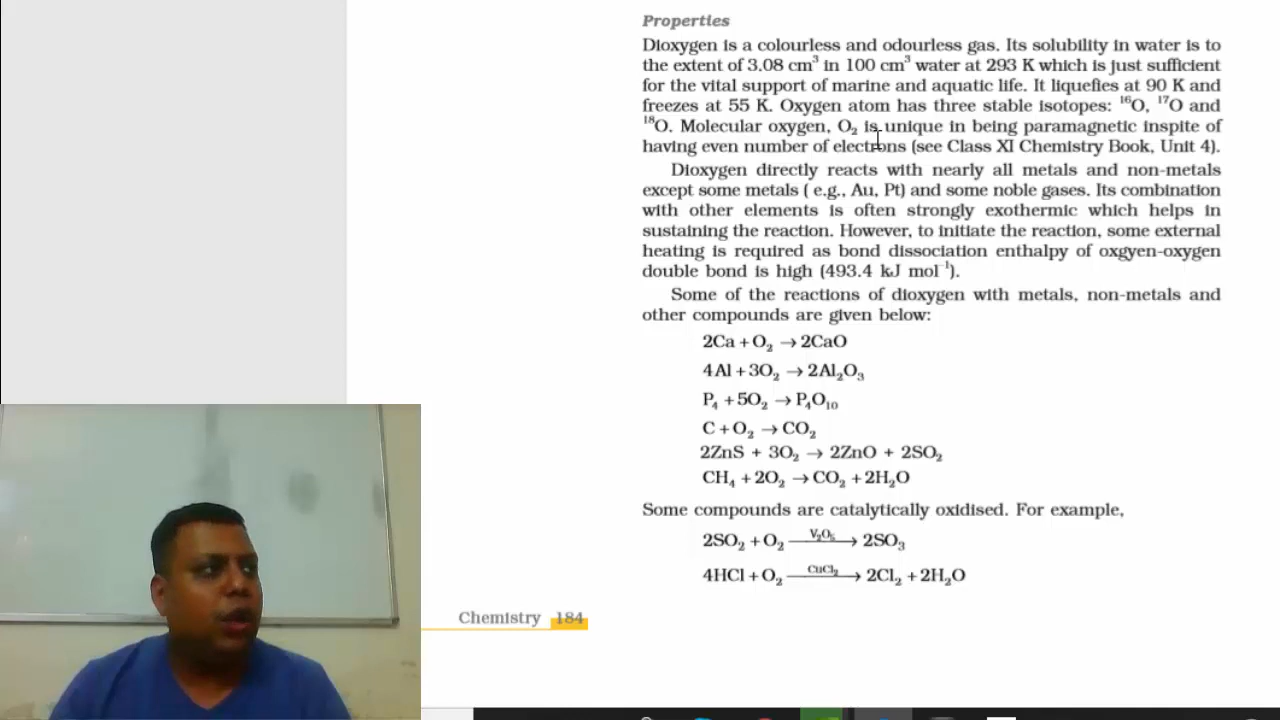 Properties
Dioxygen is a colourless and odourless gas. Its solubility in water is to
the extent of 3.08 cm³ in 100 cm³ water at 293 K which is just sufficient
for the vital support of marine and aquatic life. It liquefies at 90 K and
freezes at 55 K. Oxygen atom has three stable isotopes: ¹⁶O, ¹⁷O and
¹⁸O. Molecular oxygen, O₂ is unique in being paramagnetic inspite of
having even number of electrons (see Class XI Chemistry Book, Unit 4).
Dioxygen directly reacts with nearly all metals and non-metals
except some metals ( e.g., Au, Pt) and some noble gases. Its combination
with other elements is often strongly exothermic which helps in
sustaining the reaction. However, to initiate the reaction, some external
heating is required as bond dissociation enthalpy of oxgyen-oxygen
double bond is high (493.4 kJ mol⁻¹).
Some of the reactions of dioxygen with metals, non-metals and
other compounds are given below:
2Ca + O₂ → 2CaO
4Al + 3O₂ → 2Al₂O₃
P₄ + 5O₂ → P₄O₁₀
C + O₂ → CO₂
2ZnS + 3O₂ → 2ZnO + 2SO₂
CH₄ + 2O₂ → CO₂ + 2H₂O
Some compounds are catalytically oxidised. For example,
2SO₂ + O₂ —V₂O₅→ 2SO₃
4HCl + O₂ —CuCl₂→ 2Cl₂ + 2H₂O
Chemistry 184